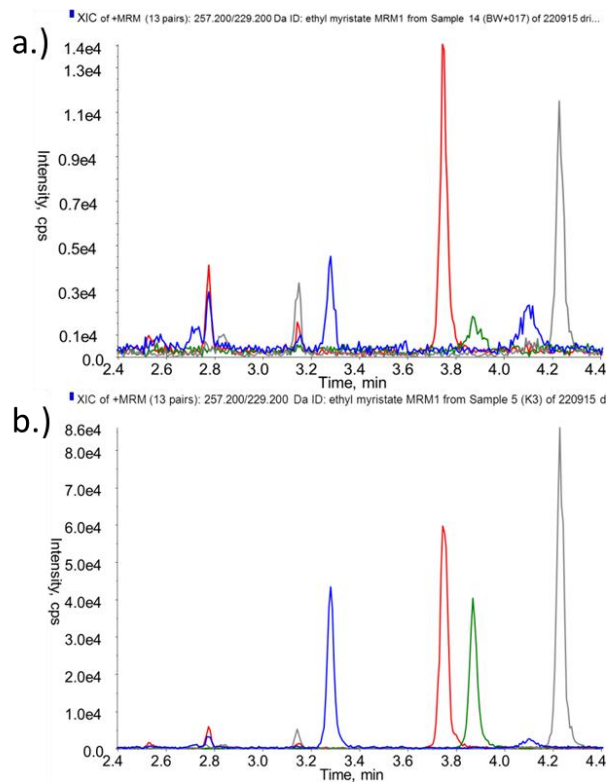 a.)
XIC of +MRM (13 pairs): 257.200/229.200 Da ID: ethyl myristate MRM1 from Sample 14 (BW+017) of 220915 dri...
1.4e4
1.3e4
1.1e4
0.9e4
0.7e4
0.5e4
0.3e4
0.1e4
0.0
Intensity, cps
2.4 2.6 2.8 3.0 3.2 3.4 3.6 3.8 4.0 4.2 4.4
Time, min
b.)
XIC of +MRM (13 pairs): 257.200/229.200 Da ID: ethyl myristate MRM1 from Sample 5 (K3) of 220915 d
8.6e4
8.0e4
6.0e4
5.0e4
4.0e4
3.0e4
2.0e4
1.0e4
0.0
Intensity, cps
2.4 2.6 2.8 3.0 3.2 3.4 3.6 3.8 4.0 4.2 4.4
Time, min